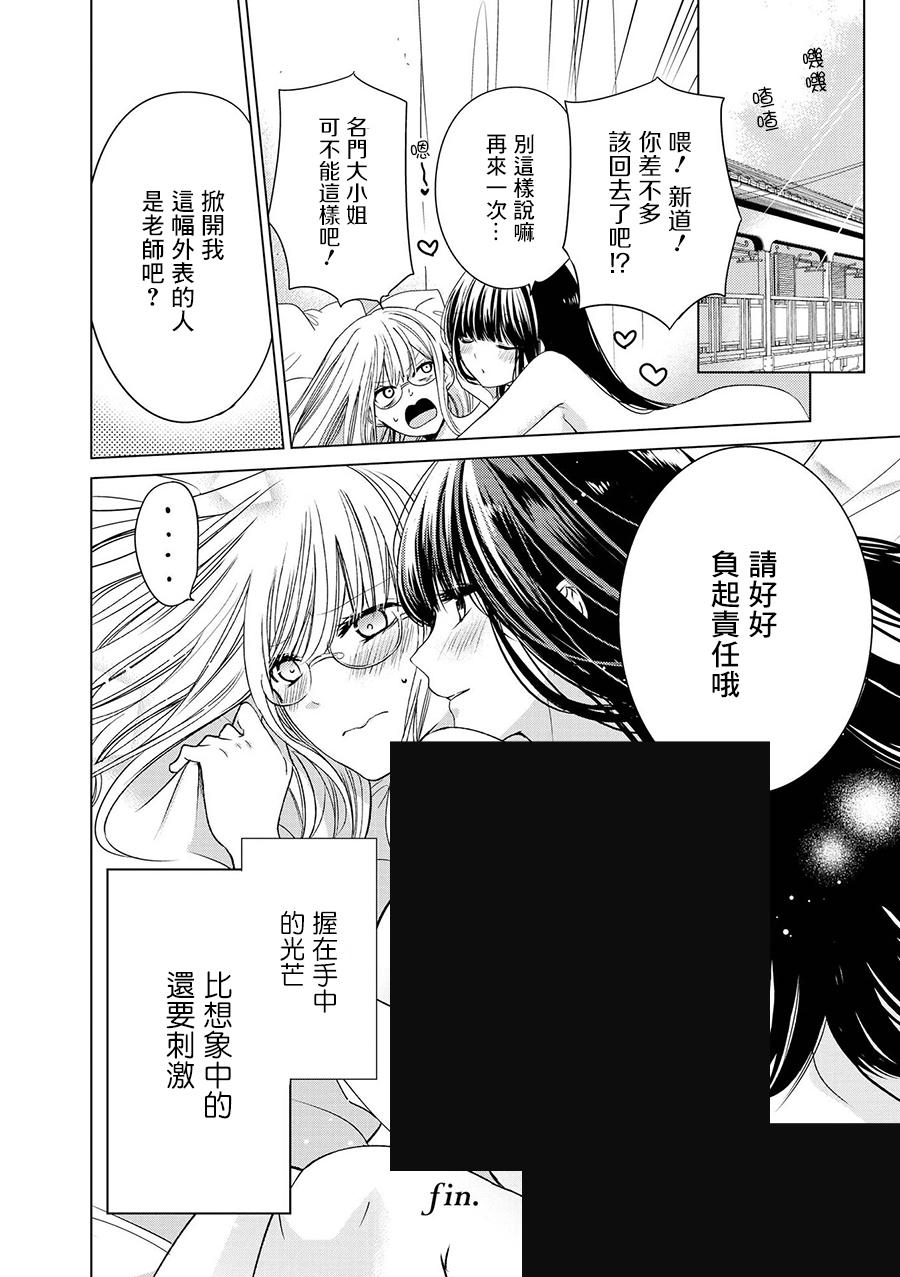 嘰嘰
喳喳
喂！新道！
你差不多
該回去了吧!?
別這樣說嘛
再來一次…
嗯～
名門大小姐
可不能這樣吧！
掀開我
這幅外表的人
是老師吧？
請好好
負起責任哦
・・・・
握在手中
的光芒
比想象中的
還要刺激
fin.